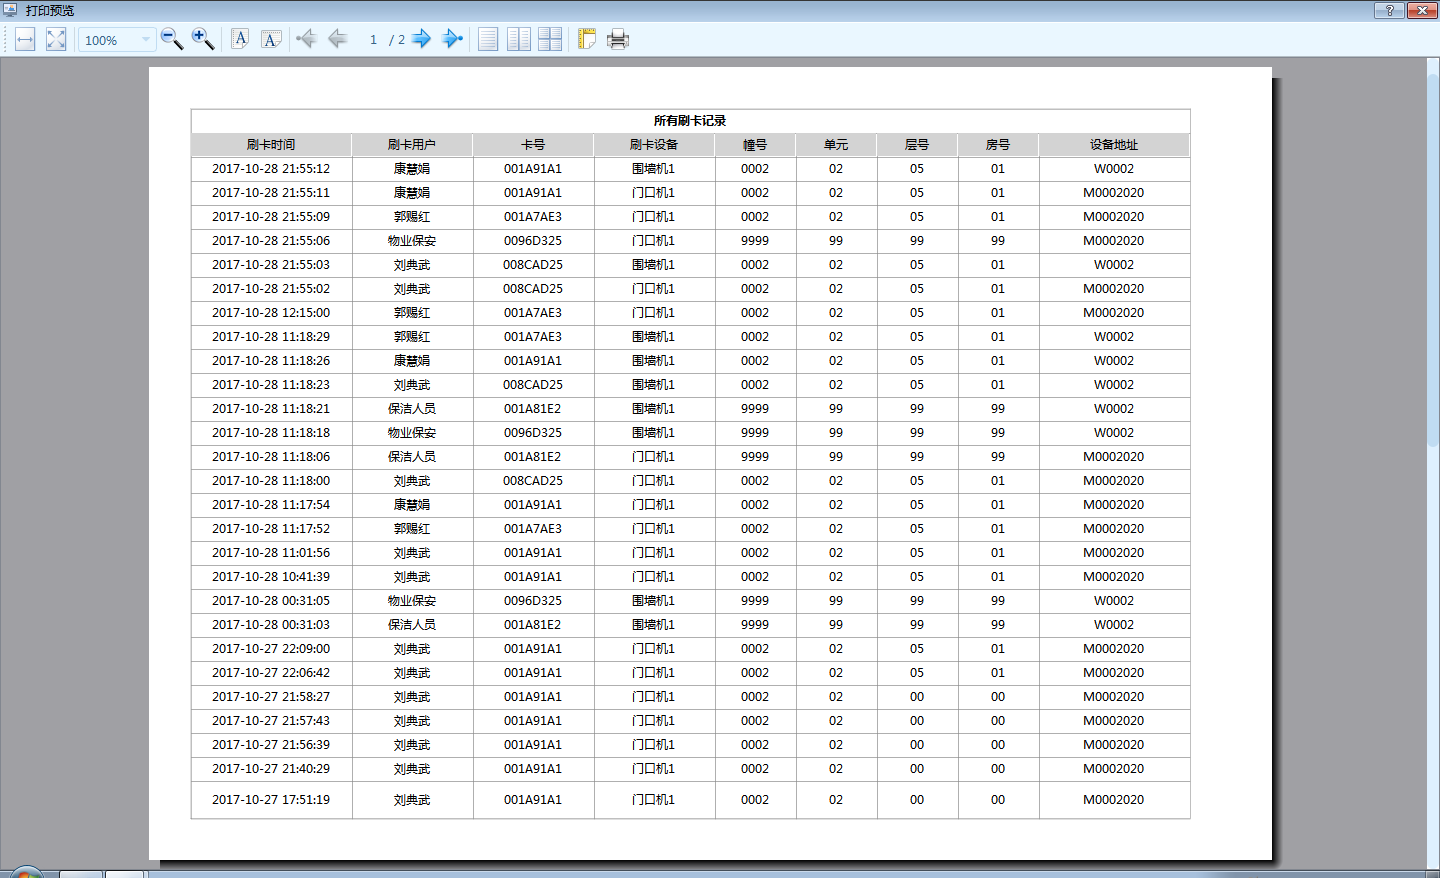 打印预览
100% 1 / 2
所有刷卡记录
刷卡时间 刷卡用户 卡号 刷卡设备 幢号 单元 层号 房号 设备地址
2017-10-28 21:55:12 康慧娟 001A91A1 围墙机1 0002 02 05 01 W0002
2017-10-28 21:55:11 康慧娟 001A91A1 门口机1 0002 02 05 01 M0002020
2017-10-28 21:55:09 郭赐红 001A7AE3 门口机1 0002 02 05 01 M0002020
2017-10-28 21:55:06 物业保安 0096D325 门口机1 9999 99 99 99 M0002020
2017-10-28 21:55:03 刘典武 008CAD25 围墙机1 0002 02 05 01 W0002
2017-10-28 21:55:02 刘典武 008CAD25 门口机1 0002 02 05 01 M0002020
2017-10-28 12:15:00 郭赐红 001A7AE3 门口机1 0002 02 05 01 M0002020
2017-10-28 11:18:29 郭赐红 001A7AE3 围墙机1 0002 02 05 01 W0002
2017-10-28 11:18:26 康慧娟 001A91A1 围墙机1 0002 02 05 01 W0002
2017-10-28 11:18:23 刘典武 008CAD25 围墙机1 0002 02 05 01 W0002
2017-10-28 11:18:21 保洁人员 001A81E2 围墙机1 9999 99 99 99 W0002
2017-10-28 11:18:18 物业保安 0096D325 围墙机1 9999 99 99 99 W0002
2017-10-28 11:18:06 保洁人员 001A81E2 门口机1 9999 99 99 99 M0002020
2017-10-28 11:18:00 刘典武 008CAD25 门口机1 0002 02 05 01 M0002020
2017-10-28 11:17:54 康慧娟 001A91A1 门口机1 0002 02 05 01 M0002020
2017-10-28 11:17:52 郭赐红 001A7AE3 门口机1 0002 02 05 01 M0002020
2017-10-28 11:01:56 刘典武 001A91A1 门口机1 0002 02 05 01 M0002020
2017-10-28 10:41:39 刘典武 001A91A1 门口机1 0002 02 05 01 M0002020
2017-10-28 00:31:05 物业保安 0096D325 围墙机1 9999 99 99 99 W0002
2017-10-28 00:31:03 保洁人员 001A81E2 围墙机1 9999 99 99 99 W0002
2017-10-27 22:09:00 刘典武 001A91A1 门口机1 0002 02 05 01 M0002020
2017-10-27 22:06:42 刘典武 001A91A1 门口机1 0002 02 05 01 M0002020
2017-10-27 21:58:27 刘典武 001A91A1 门口机1 0002 02 00 00 M0002020
2017-10-27 21:57:43 刘典武 001A91A1 门口机1 0002 02 00 00 M0002020
2017-10-27 21:56:39 刘典武 001A91A1 门口机1 0002 02 00 00 M0002020
2017-10-27 21:40:29 刘典武 001A91A1 门口机1 0002 02 00 00 M0002020
2017-10-27 17:51:19 刘典武 001A91A1 门口机1 0002 02 00 00 M0002020